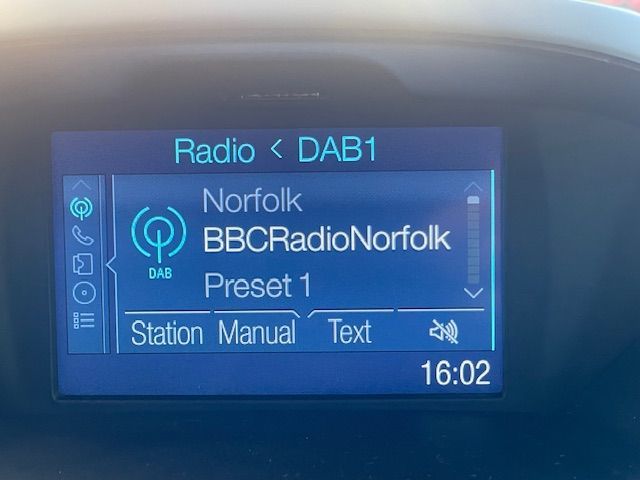 Radio < DAB1
Norfolk
BBCRadioNorfolk
DAB
Preset 1
Station Manual Text
16:02